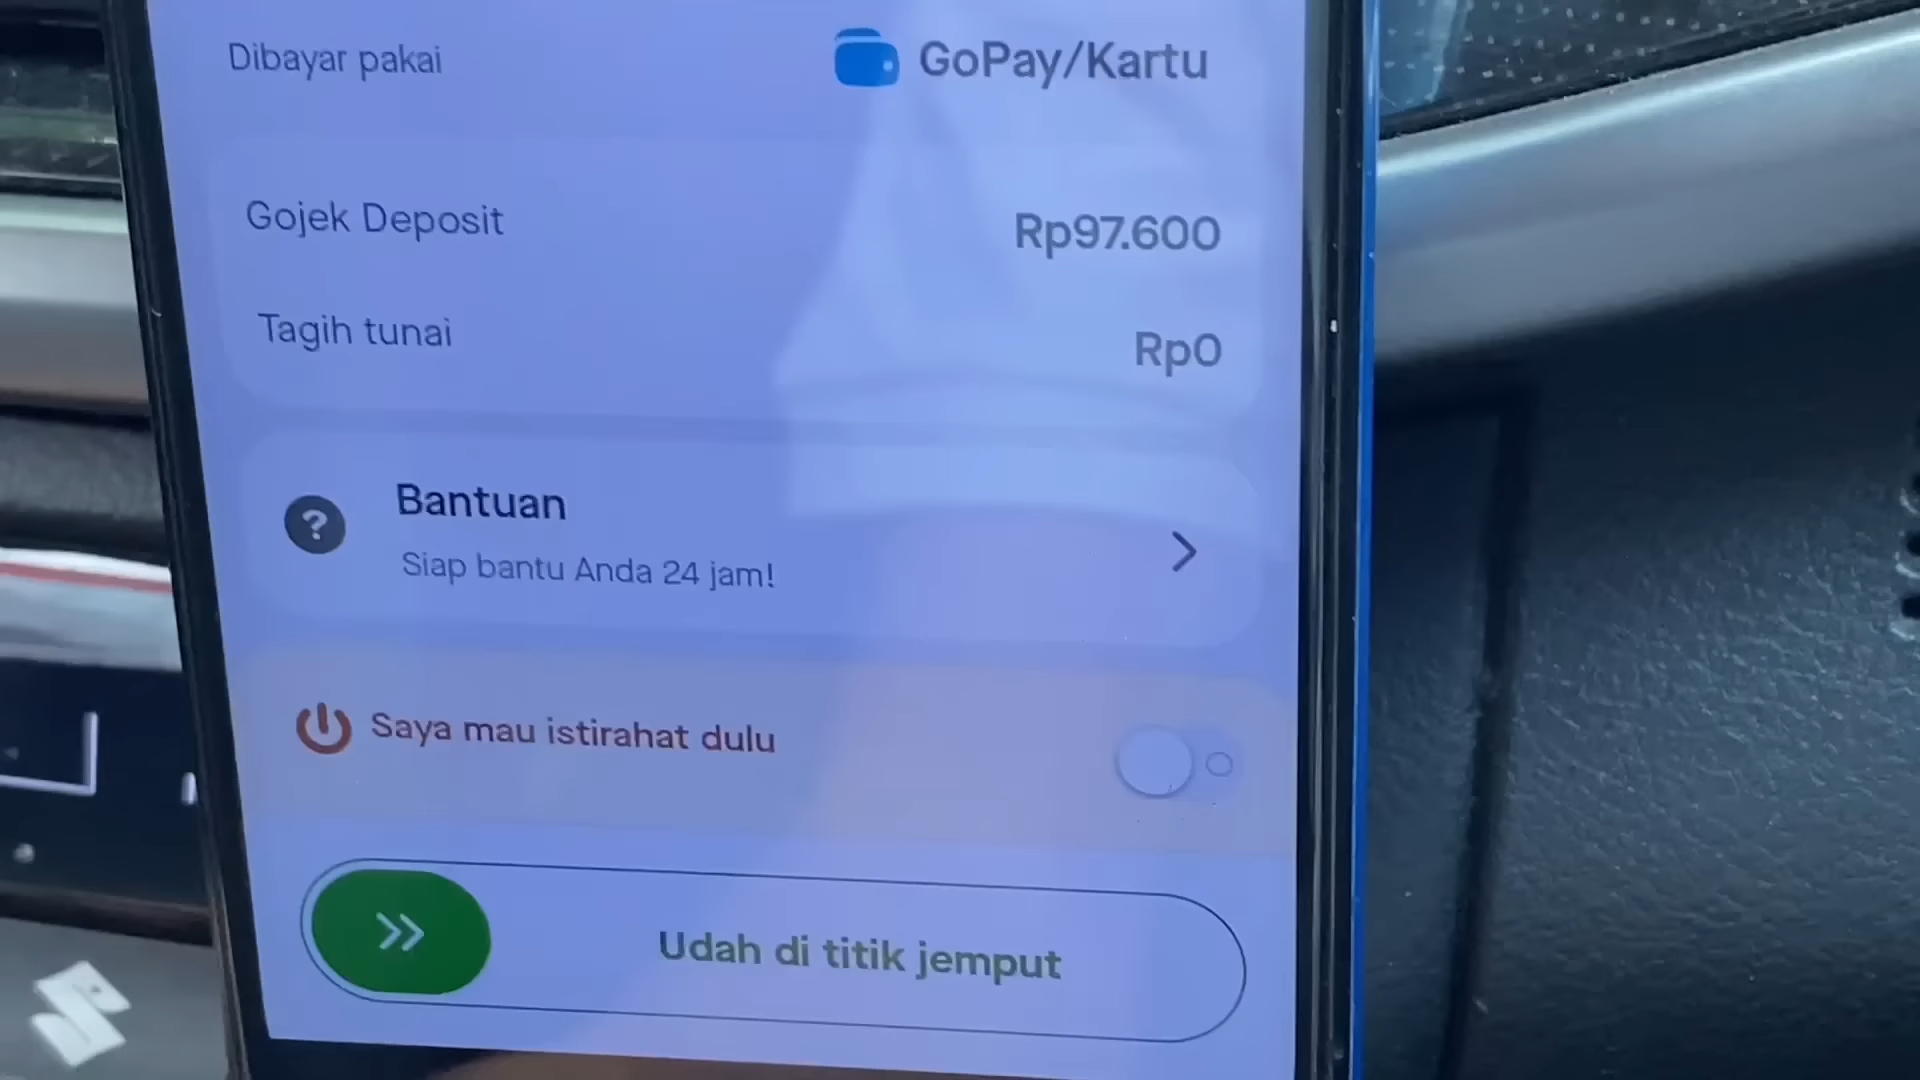 Dibayar pakai GoPay/Kartu
Gojek Deposit Rp97.600
Tagih tunai Rp0
Bantuan
Siap bantu Anda 24 jam!
Saya mau istirahat dulu
Udah di titik jemput